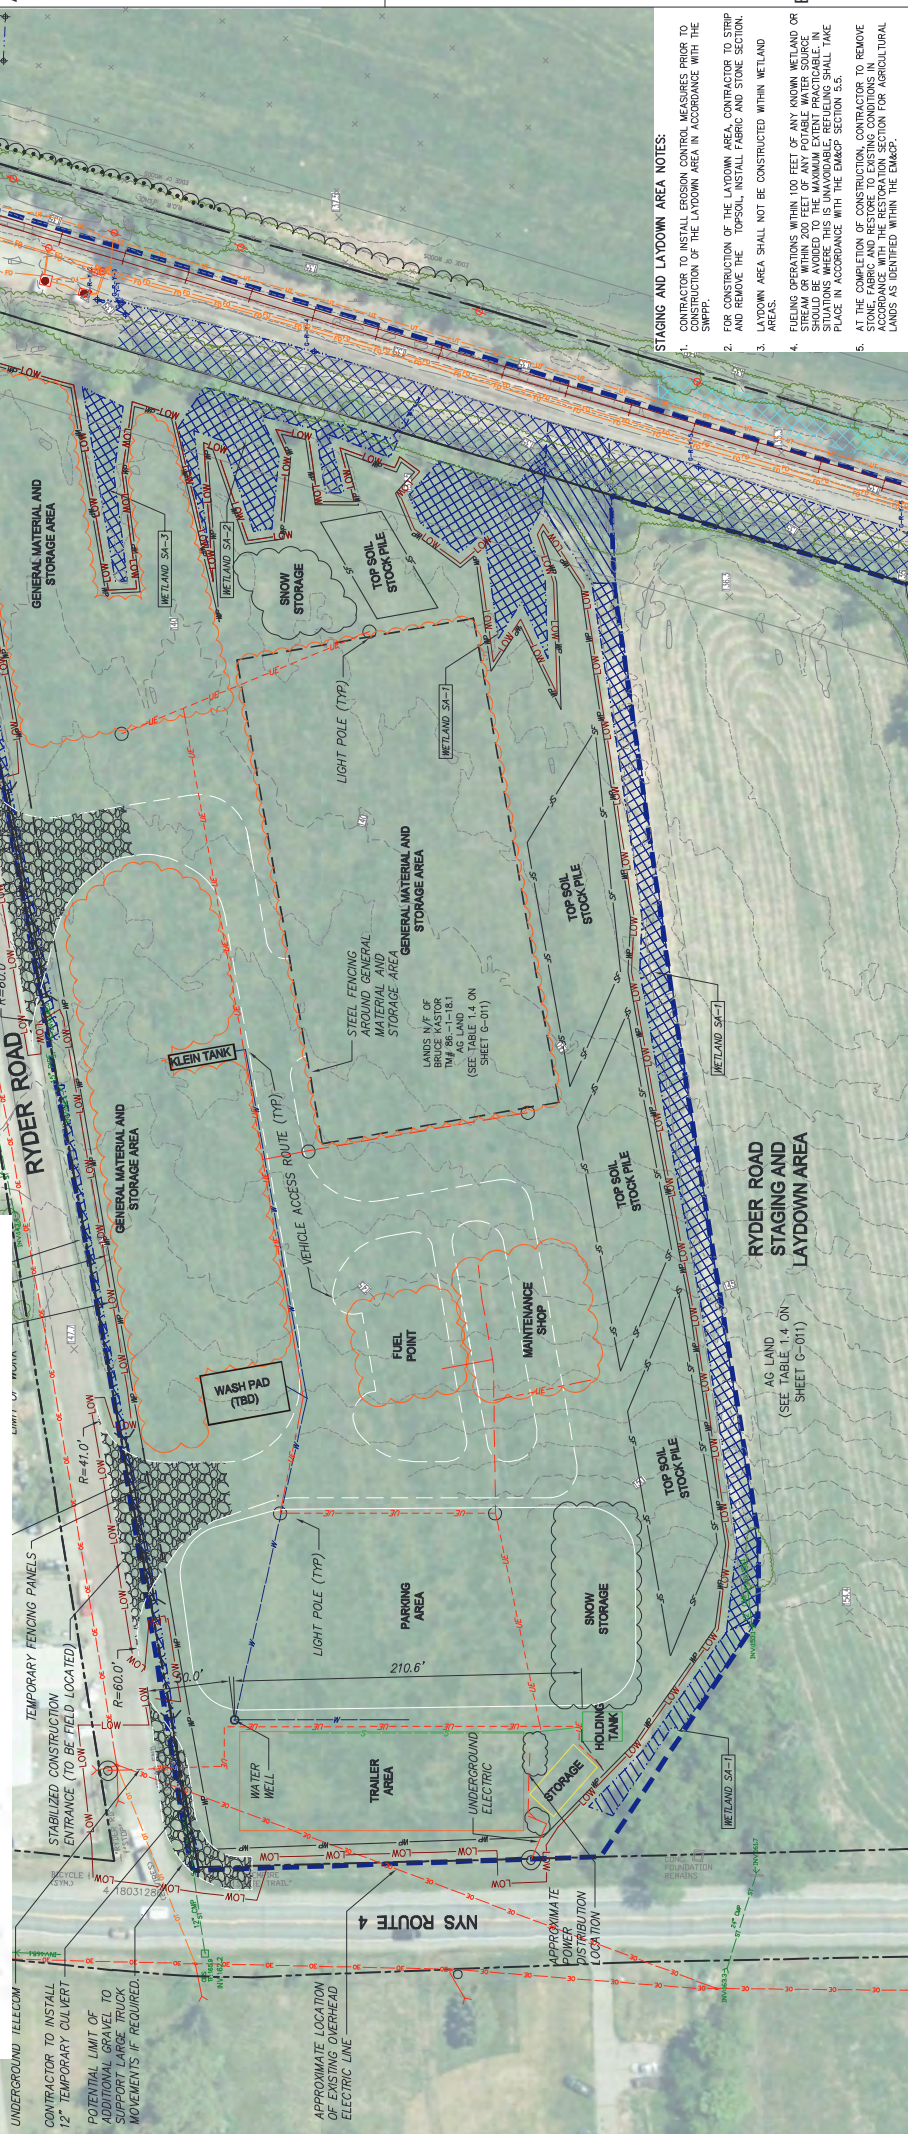 STAGING AND LAYDOWN AREA NOTES:
1. CONTRACTOR TO INSTALL EROSION CONTROL MEASURES PRIOR TO
CONSTRUCTION OF THE LAYDOWN AREA IN ACCORDANCE WITH THE
SWPPP.
2. FOR CONSTRUCTION OF THE LAYDOWN AREA, CONTRACTOR TO STRIP
AND REMOVE THE TOPSOIL, INSTALL FABRIC AND STONE SECTION.
3. LAYDOWN AREA SHALL NOT BE CONSTRUCTED WITHIN WETLAND
AREAS.
4. FUELING OPERATIONS WITHIN 100 FEET OF ANY KNOWN WETLAND OR
STREAM OR WITHIN 200 FEET OF ANY POTABLE WATER SOURCE
SHOULD BE AVOIDED TO THE MAXIMUM EXTENT PRACTICABLE. IN
SITUATIONS WHERE THIS IS UNAVOIDABLE, REFUELING SHALL TAKE
PLACE IN ACCORDANCE WITH THE EM&CP SECTION 5.5.
5. AT THE COMPLETION OF CONSTRUCTION, CONTRACTOR TO REMOVE
STONE, FABRIC AND RESTORE TO EXISTING CONDITIONS IN
ACCORDANCE WITH THE RESTORATION SECTION FOR AGRICULTURAL
LANDS AS IDENTIFIED WITHIN THE EM&CP.
GENERAL MATERIAL AND
STORAGE AREA
WETLAND SA-3
WETLAND SA-2
SNOW
STORAGE
TOP SOIL
STOCK PILE
LIGHT POLE (TYP)
WETLAND SA-1
RYDER ROAD
GENERAL MATERIAL AND
STORAGE AREA
KLEIN TANK
STEEL FENCING
AROUND GENERAL
MATERIAL AND
STORAGE AREA
GENERAL MATERIAL AND
STORAGE AREA
LANDS N/F OF
BRUCE KASTOR
TM# 86.-1-18.1
AG LAND
(SEE TABLE 1.4 ON
SHEET G-011)
TOP SOIL
STOCK PILE
WETLAND SA-1
VEHICLE ACCESS ROUTE (TYP)
TOP SOIL
STOCK PILE
RYDER ROAD
STAGING AND
LAYDOWN AREA
AG LAND
(SEE TABLE 1.4 ON
SHEET G-011)
WASH PAD
(TBD)
FUEL
POINT
MAINTENANCE
SHOP
TOP SOIL
STOCK PILE
R=41.0'
R=60.0'
TEMPORARY FENCING PANELS
STABILIZED CONSTRUCTION
ENTRANCE (TO BE FIELD LOCATED)
LIGHT POLE (TYP)
PARKING
AREA
SNOW
STORAGE
210.6'
WATER
WELL
TRAILER
AREA
UNDERGROUND
ELECTRIC
HOLDING
TANK
STORAGE
WETLAND SA-1
NYS ROUTE 4
FOUNDATION
REMAINS
APPROXIMATE
POWER
DISTRIBUTION
LOCATION
UNDERGROUND TELECOM
CONTRACTOR TO INSTALL
12" TEMPORARY CULVERT
POTENTIAL LIMIT OF
ADDITIONAL GRAVEL TO
SUPPORT LARGE TRUCK
MOVEMENTS IF REQUIRED.
APPROXIMATE LOCATION
OF EXISTING OVERHEAD
ELECTRIC LINE